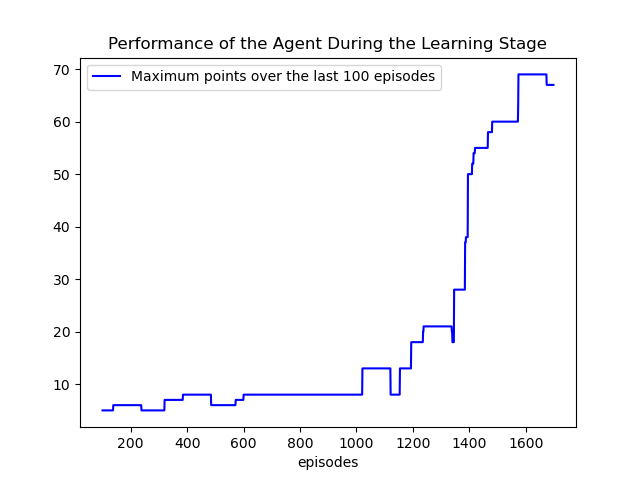 Performance of the Agent During the Learning Stage
Maximum points over the last 100 episodes
70
60
50
40
30
20
10
200 400 600 800 1000 1200 1400 1600
episodes